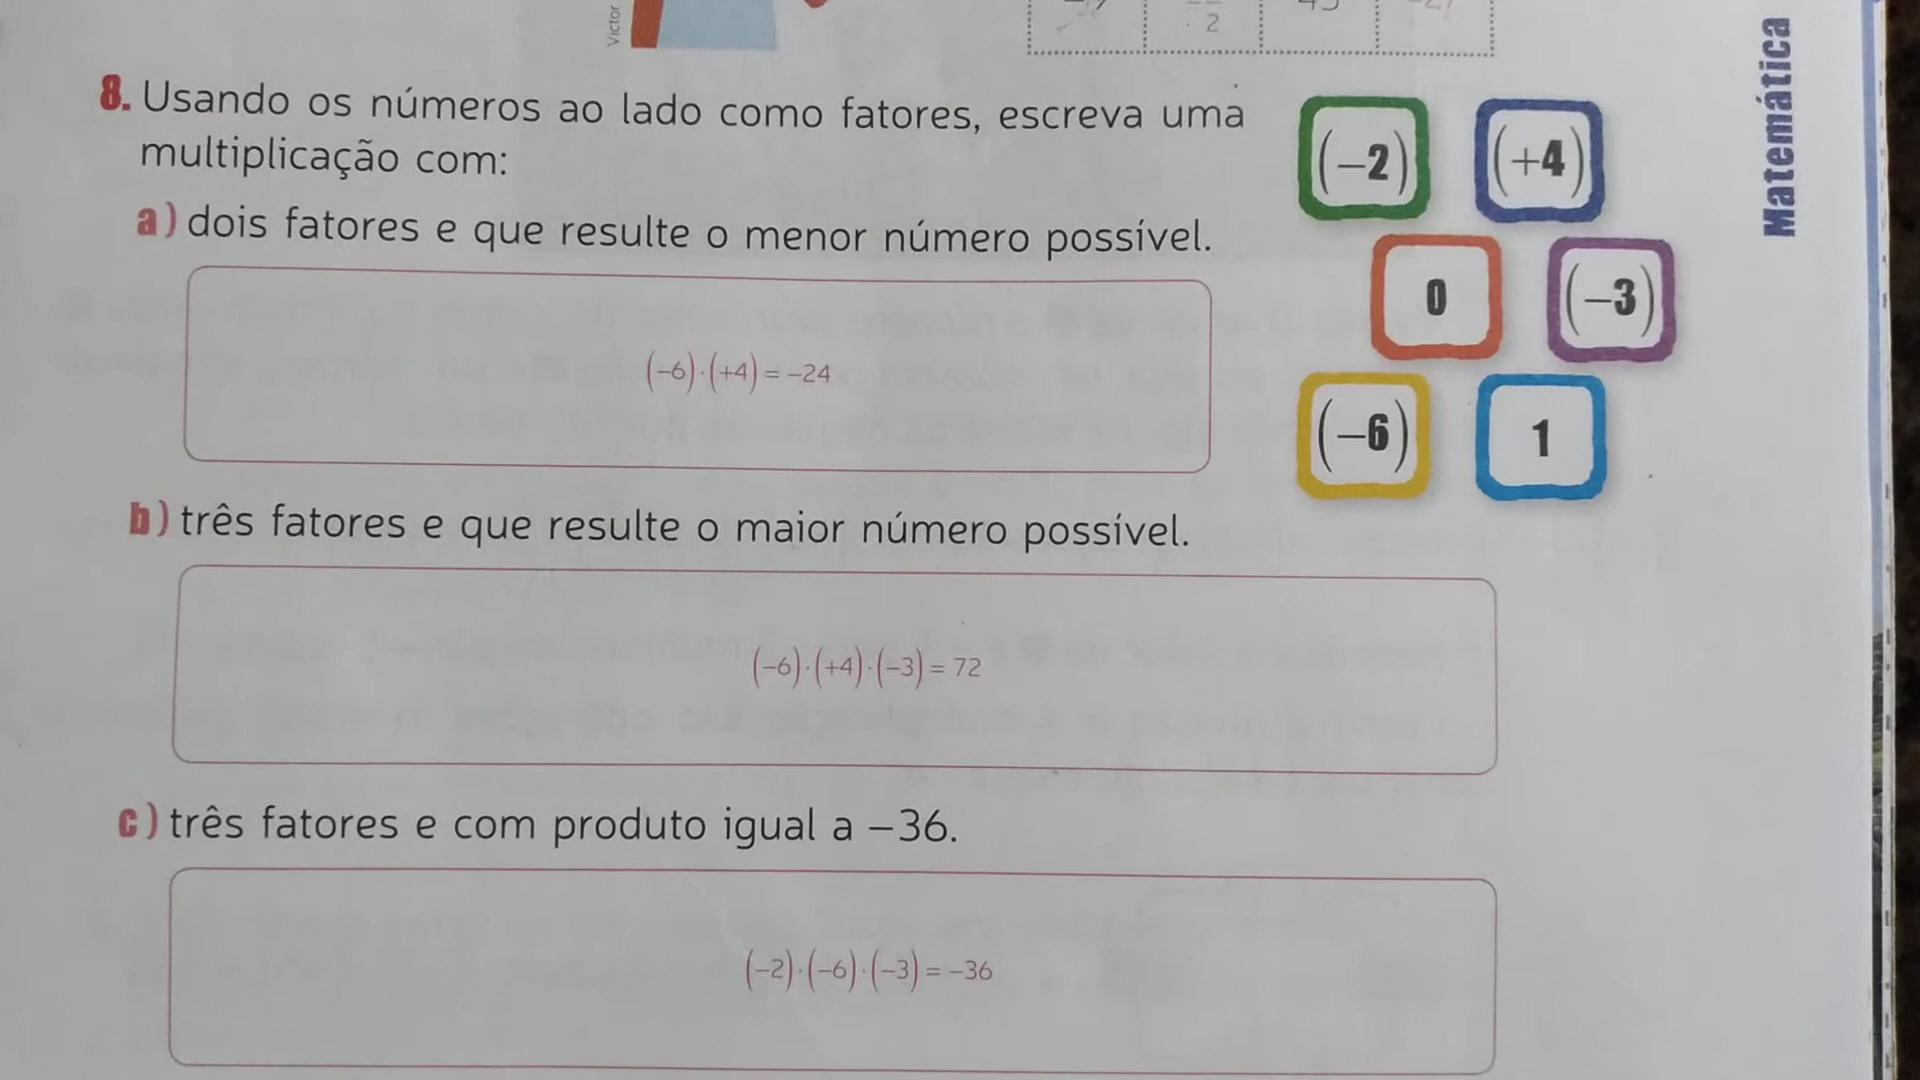 Victor
2
8. Usando os números ao lado como fatores, escreva uma
multiplicação com:
a) dois fatores e que resulte o menor número possível.
(−6)·(+4) = −24
(−2)
(+4)
0
(−3)
(−6)
1
Matemática
b) três fatores e que resulte o maior número possível.
(−6)·(+4)·(−3) = 72
c) três fatores e com produto igual a −36.
(−2)·(−6)·(−3) = −36